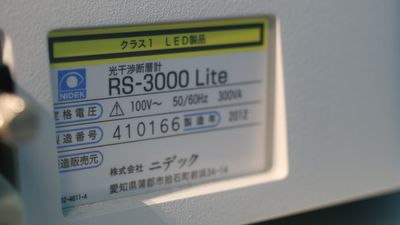 クラス1 LED製品
光干渉断層計
NIDEK RS-3000 Lite
定格電圧 ⚠ 100V～ 50/60Hz 300VA
製造番号 410166 製造年 2012
製造販売元
株式会社 ニデック
愛知県蒲郡市拾石町前浜34-14